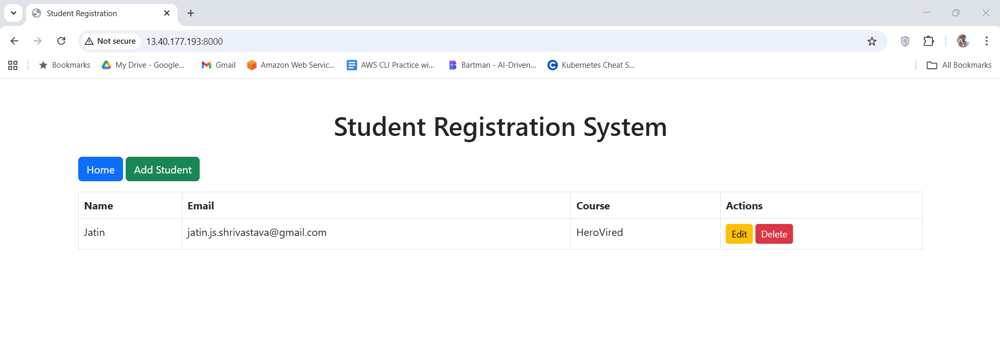 Student Registration
Not secure 13.40.177.193:8000
Bookmarks My Drive - Google... Gmail Amazon Web Servic... AWS CLI Practice wi... Bartman - AI-Driven... Kubernetes Cheat S... All Bookmarks
Student Registration System
Home Add Student
Name Email Course Actions
Jatin jatin.js.shrivastava@gmail.com HeroVired Edit Delete